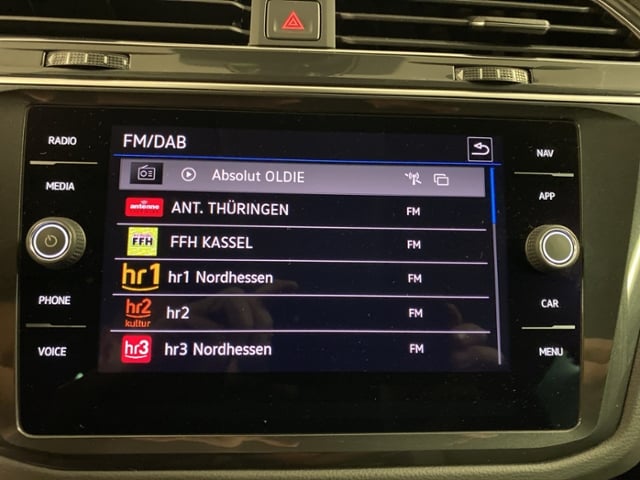 RADIO
MEDIA
PHONE
VOICE
FM/DAB
Absolut OLDIE
antenne
ANT. THÜRINGEN FM
FFH
FFH KASSEL FM
hr1
hr1 Nordhessen FM
hr2
kultur
hr2 FM
hr3
hr3 Nordhessen FM
NAV
APP
CAR
MENU